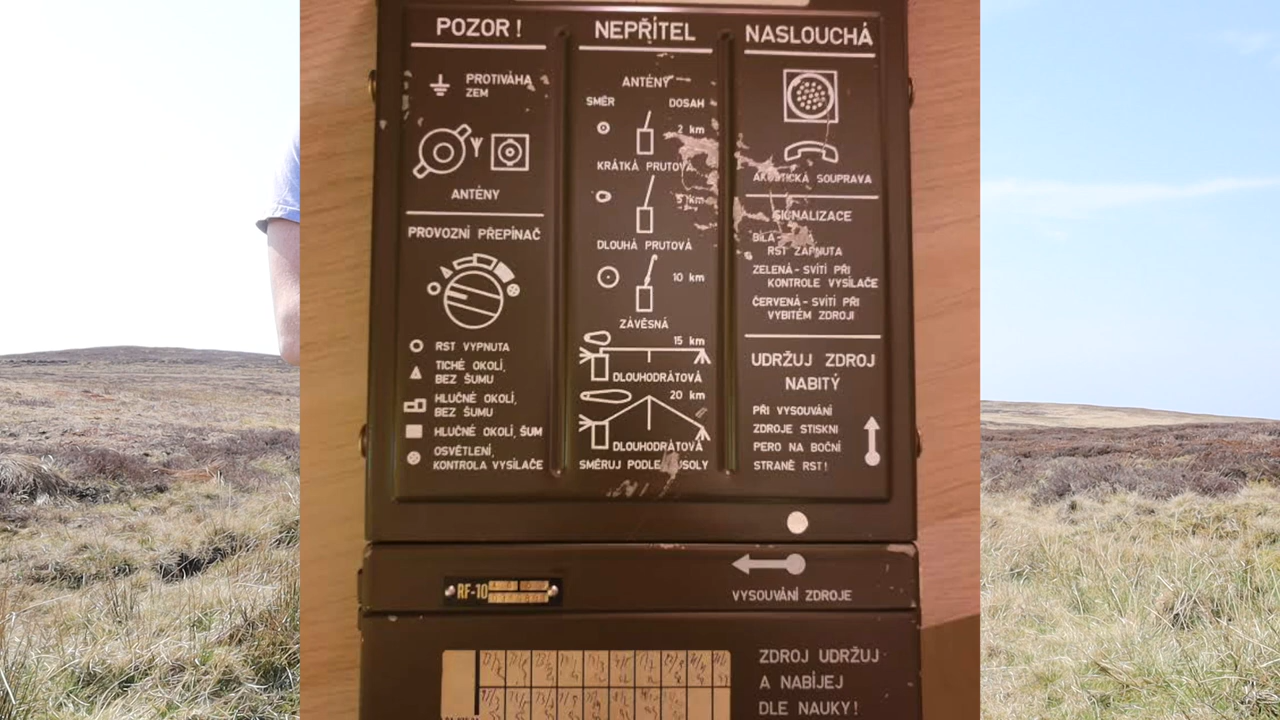 POZOR!
PROTIVÁHA
ZEM
ANTÉNY
PROVOZNÍ PŘEPÍNAČ
RST VYPNUTA
TICHÉ OKOLÍ,
BEZ ŠUMU
HLUČNÉ OKOLÍ,
BEZ ŠUMU
HLUČNÉ OKOLÍ, ŠUM
OSVĚTLENÍ,
KONTROLA VYSÍLAČE
NEPŘÍTEL
ANTÉNY
SMĚR DOSAH
2 km
KRÁTKÁ PRUTOVÁ
5 km
DLOUHÁ PRUTOVÁ
10 km
ZÁVĚSNÁ
15 km
DLOUHODRÁTOVÁ
20 km
DLOUHODRÁTOVÁ
SMĚRUJ PODLE BUSOLY
NASLOUCHÁ
AKUSTICKÁ SOUPRAVA
SIGNALIZACE
BÍLÁ-
RST ZAPNUTA
ZELENÁ- SVÍTÍ PŘI
KONTROLE VYSÍLAČE
ČERVENÁ- SVÍTÍ PŘI
VYBITÉM ZDROJI
UDRŽUJ ZDROJ
NABITÝ
PŘI VYSOUVÁNÍ
ZDROJE STISKNI
PERO NA BOČNÍ
STRANĚ RST!
RF-10
VYSOUVÁNÍ ZDROJE
ZDROJ UDRŽUJ
A NABÍJEJ
DLE NAUKY!